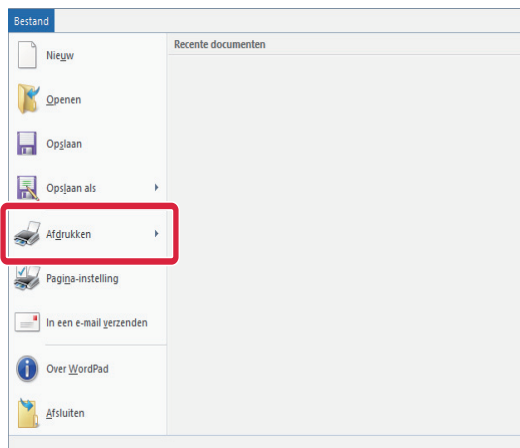 Bestand
Recente documenten
Nieuw
Openen
Opslaan
Opslaan als
Afdrukken
Pagina-instelling
In een e-mail verzenden
Over WordPad
Afsluiten